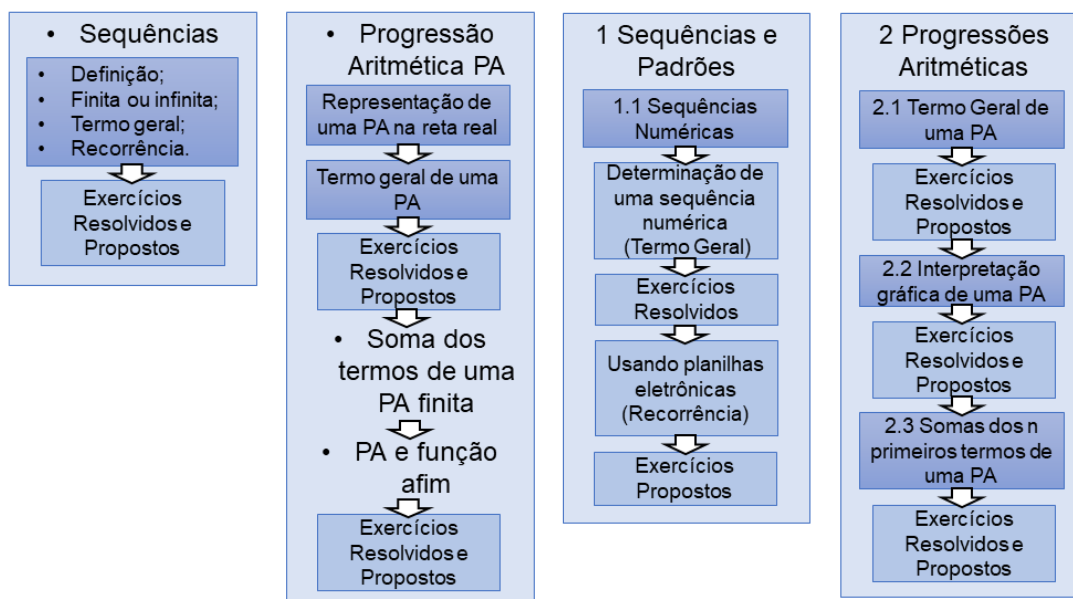 • Sequências
• Definição;
• Finita ou infinita;
• Termo geral;
• Recorrência.
Exercícios
Resolvidos e
Propostos
• Progressão
Aritmética PA
Representação de
uma PA na reta real
Termo geral de uma
PA
Exercícios
Resolvidos e
Propostos
• Soma dos
termos de uma
PA finita
• PA e função
afim
Exercícios
Resolvidos e
Propostos
1 Sequências e
Padrões
1.1 Sequências
Numéricas
Determinação de
uma sequência
numérica
(Termo Geral)
Exercícios
Resolvidos
Usando planilhas
eletrônicas
(Recorrência)
Exercícios
Propostos
2 Progressões
Aritméticas
2.1 Termo Geral de
uma PA
Exercícios
Resolvidos e
Propostos
2.2 Interpretação
gráfica de uma PA
Exercícios
Resolvidos e
Propostos
2.3 Somas dos n
primeiros termos de
uma PA
Exercícios
Resolvidos e
Propostos